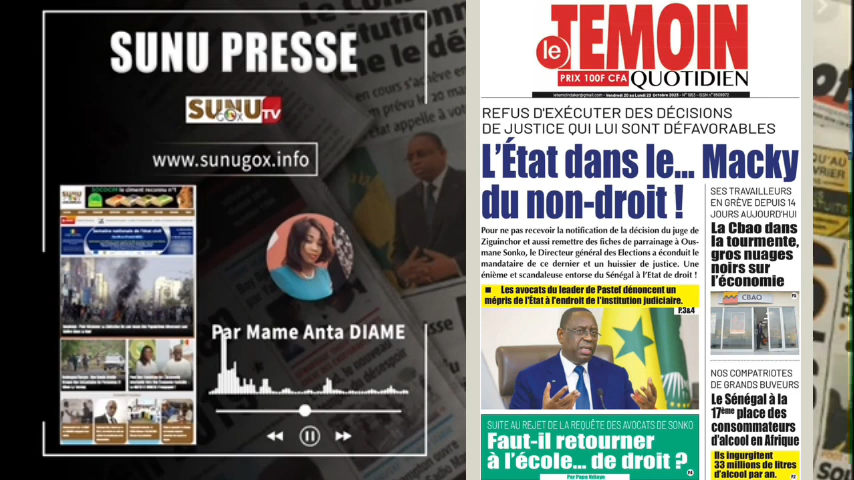 SUNU PRESSE
SUNU
GOX
TV
www.sunugox.info
Par Mame Anta DIAME
le TEMOIN
PRIX 100F CFA
QUOTIDIEN
REFUS D'EXÉCUTER DES DÉCISIONS
DE JUSTICE QUI LUI SONT DÉFAVORABLES
L'État dans le... Macky
du non-droit !
Pour ne pas recevoir la notification de la décision du juge de
Ziguinchor et aussi remettre des fiches de parrainage à Ous-
mane Sonko, le Directeur général des Elections a éconduit le
mandataire de ce dernier et un huissier de justice. Une
énième et scandaleuse entorse du Sénégal à l'Etat de droit !
Les avocats du leader de Pastef dénoncent un
mépris de l'État à l'endroit de l'institution judiciaire.
P.3&4
SES TRAVAILLEURS
EN GRÈVE DEPUIS 14
JOURS AUJOURD'HUI
La Cbao dans
la tourmente,
gros nuages
noirs sur
l'économie
CBAO
SUITE AU REJET DE LA REQUÊTE DES AVOCATS DE SONKO
Faut-il retourner
à l'école... de droit ?
Par Pape Ndiaye
NOS COMPATRIOTES
DE GRANDS BUVEURS
Le Sénégal à la
17ème place des
consommateurs
d'alcool en Afrique
Ils ingurgitent
33 millions de litres
d'alcool par an.